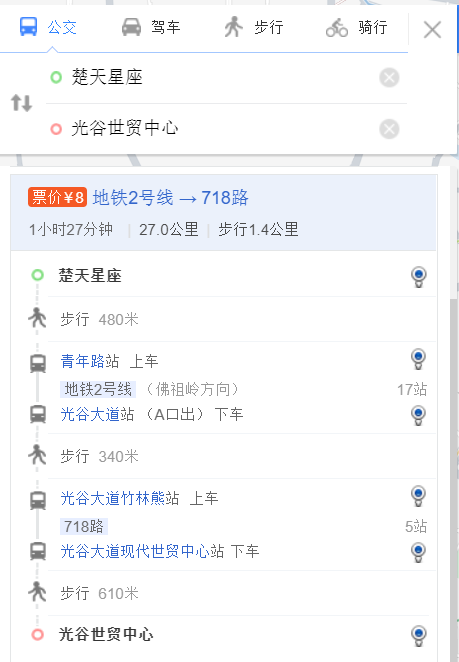 公交 驾车 步行 骑行
楚天星座
光谷世贸中心
票价¥8 地铁2号线 → 718路
1小时27分钟 | 27.0公里 | 步行1.4公里
楚天星座
步行 480米
青年路站 上车
地铁2号线 （佛祖岭方向） 17站
光谷大道站 （A口出） 下车
步行 340米
光谷大道竹林熊站 上车
718路 5站
光谷大道现代世贸中心站 下车
步行 610米
光谷世贸中心